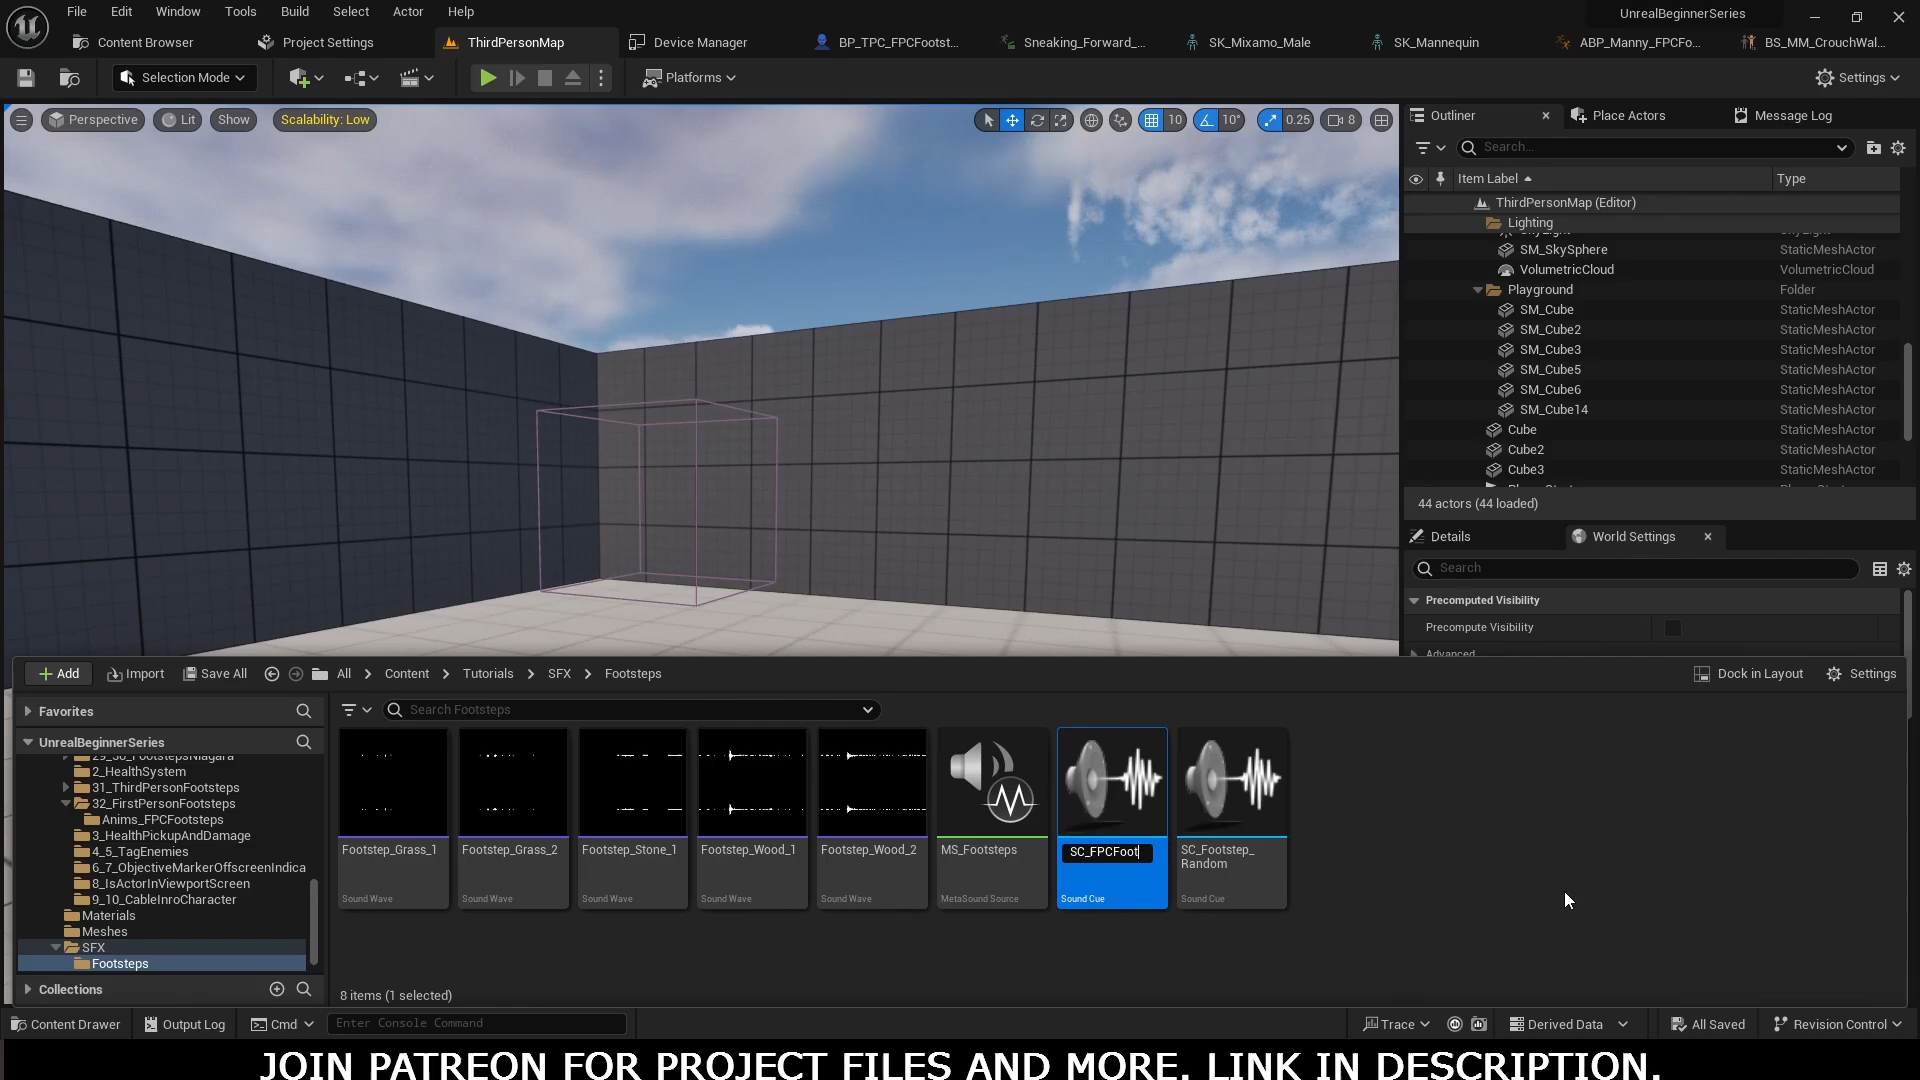 File Edit Window Tools Build Select Actor Help
UnrealBeginnerSeries
Content Browser Project Settings ThirdPersonMap Device Manager BP_TPC_FPCFootst... Sneaking_Forward_... SK_Mixamo_Male SK_Mannequin ABP_Manny_FPCFo... BS_MM_CrouchWal...
Selection Mode Platforms Settings
Perspective Lit Show Scalability: Low 10 10° 0.25 8
Outliner Place Actors Message Log
Search...
Item Label Type
ThirdPersonMap (Editor)
Lighting
SM_SkySphere StaticMeshActor
VolumetricCloud VolumetricCloud
Playground Folder
SM_Cube StaticMeshActor
SM_Cube2 StaticMeshActor
SM_Cube3 StaticMeshActor
SM_Cube5 StaticMeshActor
SM_Cube6 StaticMeshActor
SM_Cube14 StaticMeshActor
Cube StaticMeshActor
Cube2 StaticMeshActor
Cube3 StaticMeshActor
44 actors (44 loaded)
Details World Settings
Search
Precomputed Visibility
Precompute Visibility
Advanced
Add Import Save All All Content Tutorials SFX Footsteps Dock in Layout Settings
Favorites
Search Footsteps
UnrealBeginnerSeries
29_30_FootstepsNiagara
2_HealthSystem
31_ThirdPersonFootsteps
32_FirstPersonFootsteps
Anims_FPCFootsteps
3_HealthPickupAndDamage
4_5_TagEnemies
6_7_ObjectiveMarkerOffscreenIndica
8_IsActorInViewportScreen
9_10_CableInroCharacter
Materials
Meshes
SFX
Footsteps
Collections
Footstep_Grass_1 Footstep_Grass_2 Footstep_Stone_1 Footstep_Wood_1 Footstep_Wood_2 MS_Footsteps SC_FPCFoot SC_Footstep_
Random
Sound Wave Sound Wave Sound Wave Sound Wave Sound Wave MetaSound Source Sound Cue Sound Cue
8 items (1 selected)
Content Drawer Output Log Cmd Enter Console Command Trace Derived Data All Saved Revision Control
JOIN PATREON FOR PROJECT FILES AND MORE. LINK IN DESCRIPTION.